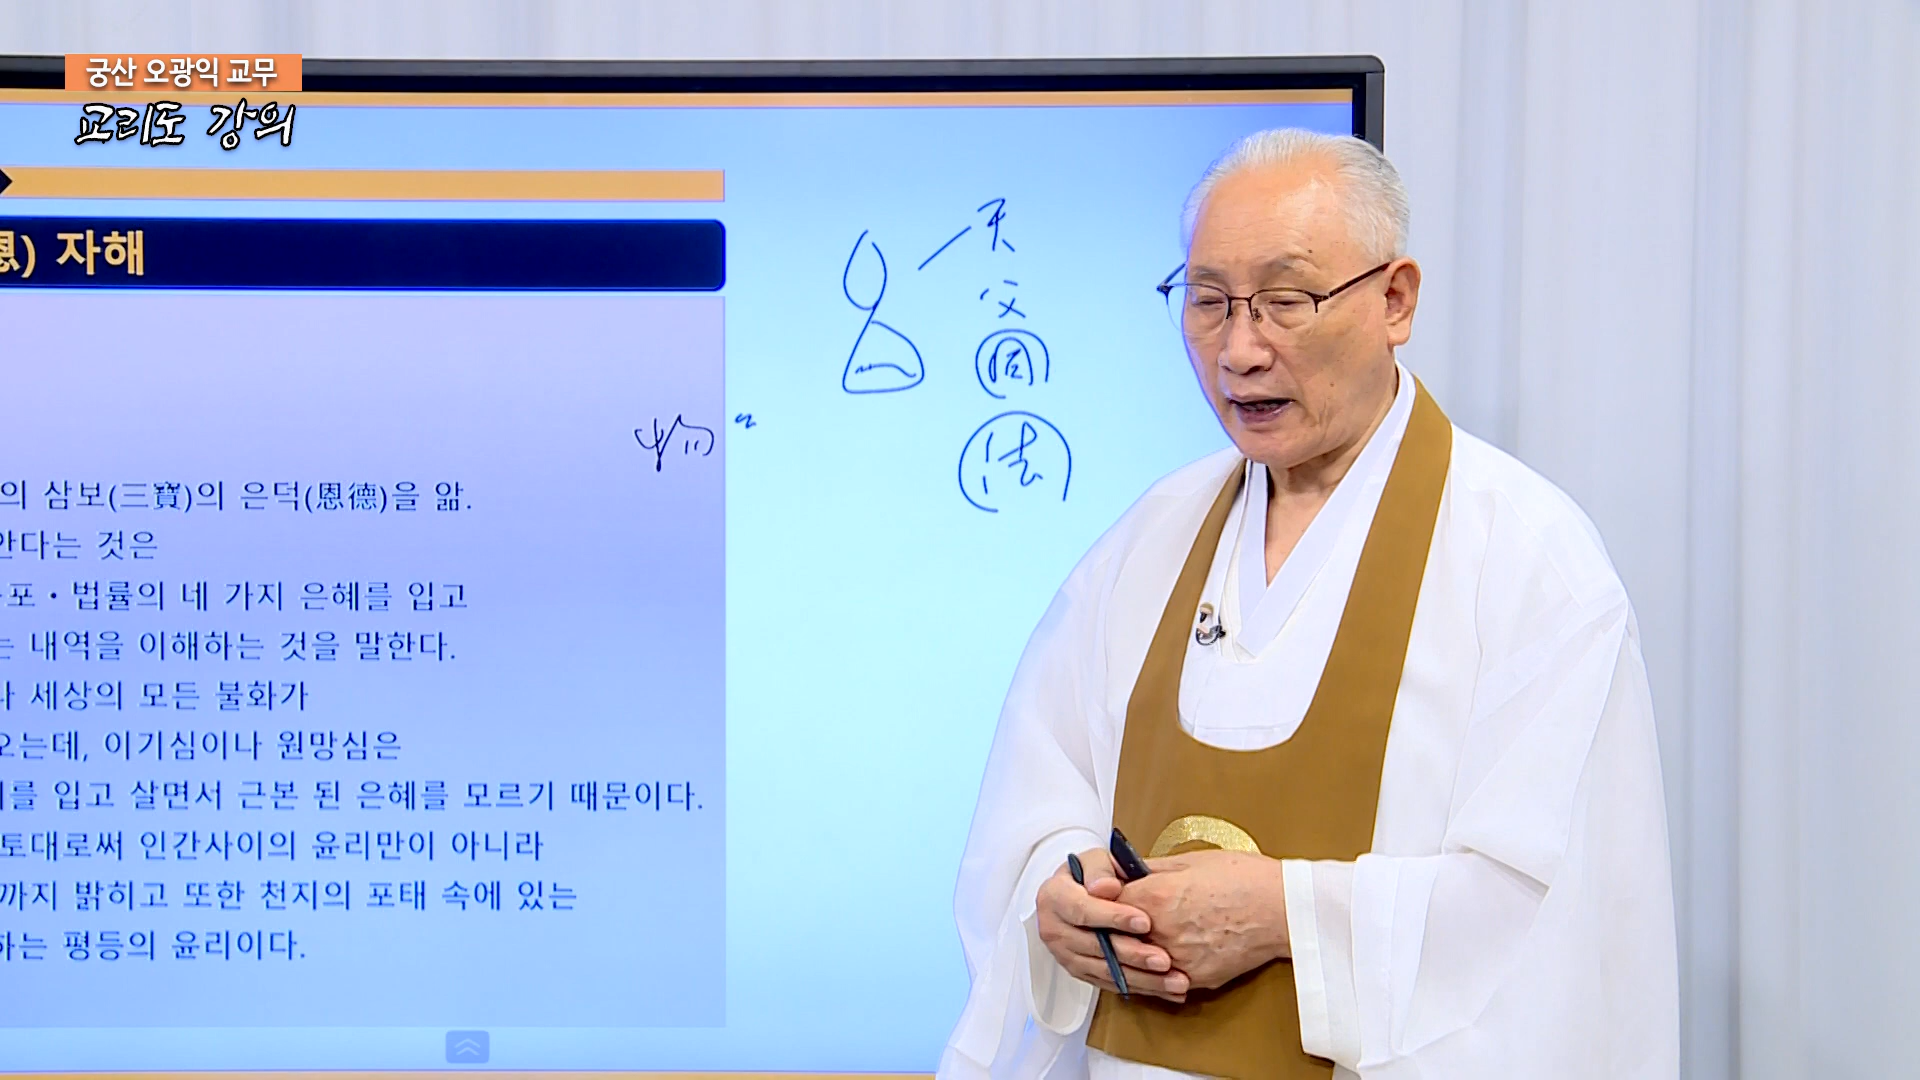 궁산 오광익 교무
교리도 강의
恩) 자해
天
父
同
法
物
의 삼보(三寶)의 은덕(恩德)을 앎.
안다는 것은
포・법률의 네 가지 은혜를 입고
는 내역을 이해하는 것을 말한다.
나 세상의 모든 불화가
오는데, 이기심이나 원망심은
를 입고 살면서 근본 된 은혜를 모르기 때문이다.
토대로써 인간사이의 윤리만이 아니라
까지 밝히고 또한 천지의 포태 속에 있는
하는 평등의 윤리이다.